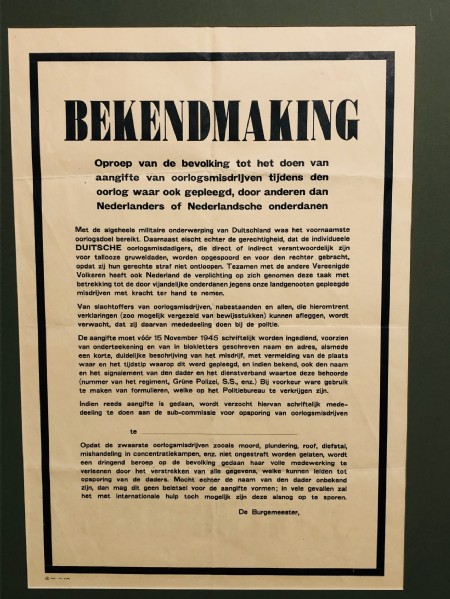 BEKENDMAKING
Oproep van de bevolking tot het doen van
aangifte van oorlogsmisdrijven tijdens den
oorlog waar ook gepleegd, door anderen dan
Nederlanders of Nederlandsche onderdanen
Met de algeheele militaire onderwerping van Duitschland was het voornaamste
oorlogsdoel bereikt. Daarnaast eischt echter de gerechtigheid, dat de individueele
DUITSCHE oorlogsmisdadigers, die direct of indirect verantwoordelijk zijn
voor tallooze gruweldaden, worden opgespoord en voor den rechter gebracht,
opdat zij hun gerechte straf niet ontloopen. Tezamen met de andere Vereenigde
Volkeren heeft ook Nederland de verplichting op zich genomen deze taak met
betrekking tot de door vijandelijke onderdanen jegens onze landgenooten gepleegde
misdrijven met kracht ter hand te nemen.
Van slachtoffers van oorlogsmisdrijven, nabestaanden en allen, die hieromtrent
verklaringen (zoo mogelijk vergezeld van bewijsstukken) kunnen afleggen, wordt
verwacht, dat zij daarvan mededeeling doen bij de politie.
De aangifte moet vóór 15 November 1945 schriftelijk worden ingediend, voorzien
van onderteekening en van in blokletters geschreven naam en adres, alsmede
een korte, duidelijke beschrijving van het misdrijf, met vermelding van de plaats
waar en het tijdstip waarop dit werd gepleegd, en indien bekend, ook den naam
en het signalement van den dader en het dienstverband waartoe deze behoorde
(nummer van het regiment, Grüne Polizei, S.S., enz.) Bij voorkeur ware gebruik
te maken van formulieren, welke op het Politiebureau te verkrijgen zijn.
Indien reeds aangifte is gedaan, wordt verzocht hiervan schriftelijk mede-
deeling te doen aan de sub-commissie voor opsporing van oorlogsmisdrijven
te
Opdat de zwaarste oorlogsmisdrijven zooals moord, plundering, roof, diefstal,
mishandeling in concentratiekampen, enz. niet ongestraft worden gelaten, wordt
een dringend beroep op de bevolking gedaan haar volle medewerking te
verleenen door het verstrekken van alle gegevens, welke kunnen leiden tot
opsporing van de daders. Mocht echter de naam van den dader onbekend
zijn, dan mag dit geen beletsel voor de aangifte vormen; in vele gevallen zal
het met internationale hulp toch mogelijk zijn deze alsnog op te sporen.
De Burgemeester,